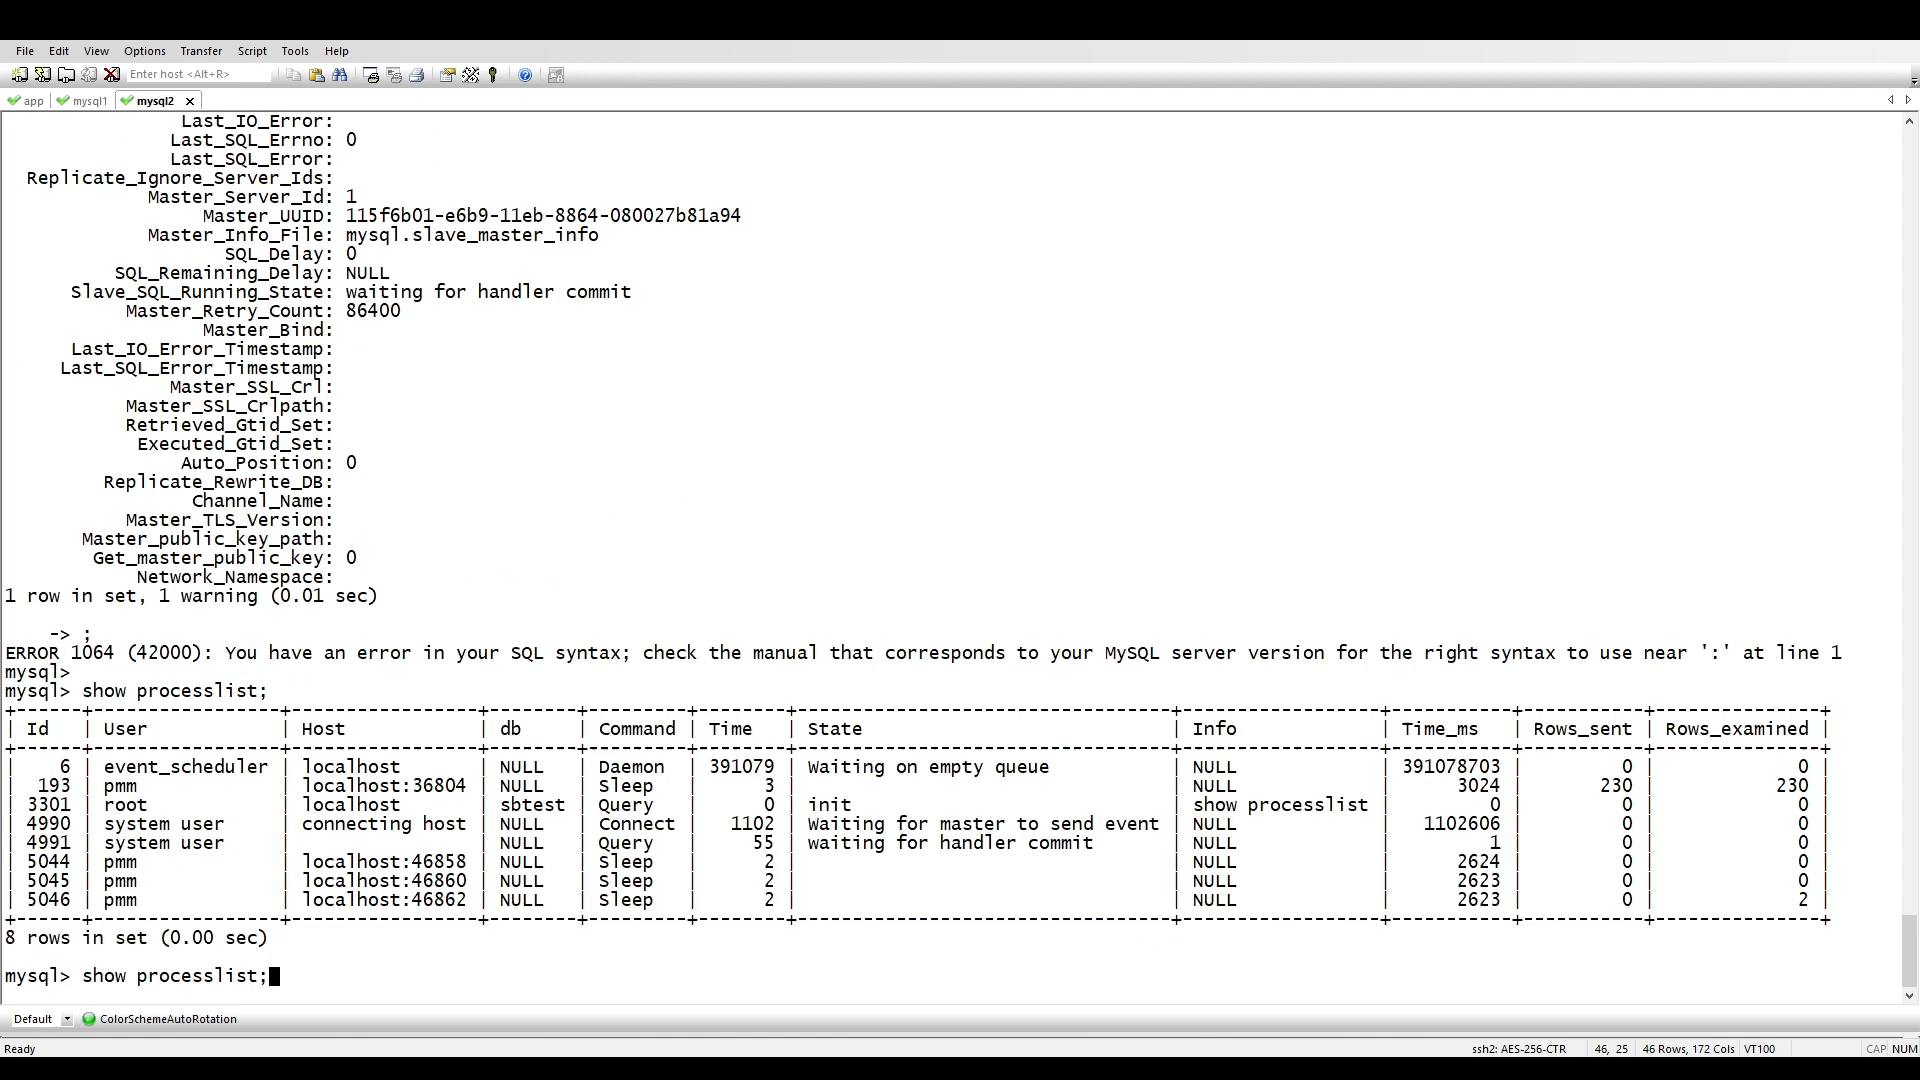 File Edit View Options Transfer Script Tools Help
Enter host <Alt+R>
app mysql1 mysql2
Last_IO_Error:
Last_SQL_Errno: 0
Last_SQL_Error:
Replicate_Ignore_Server_Ids:
Master_Server_Id: 1
Master_UUID: 115f6b01-e6b9-11eb-8864-080027b81a94
Master_Info_File: mysql.slave_master_info
SQL_Delay: 0
SQL_Remaining_Delay: NULL
Slave_SQL_Running_State: waiting for handler commit
Master_Retry_Count: 86400
Master_Bind:
Last_IO_Error_Timestamp:
Last_SQL_Error_Timestamp:
Master_SSL_Crl:
Master_SSL_Crlpath:
Retrieved_Gtid_Set:
Executed_Gtid_Set:
Auto_Position: 0
Replicate_Rewrite_DB:
Channel_Name:
Master_TLS_Version:
Master_public_key_path:
Get_master_public_key: 0
Network_Namespace:
1 row in set, 1 warning (0.01 sec)
-> ;
ERROR 1064 (42000): You have an error in your SQL syntax; check the manual that corresponds to your MySQL server version for the right syntax to use near ':' at line 1
mysql>
mysql> show processlist;
+------+-----------------+-----------------+--------+---------+--------+----------------------------------+------------------+-----------+-----------+---------------+
| Id | User | Host | db | Command | Time | State | Info | Time_ms | Rows_sent | Rows_examined |
+------+-----------------+-----------------+--------+---------+--------+----------------------------------+------------------+-----------+-----------+---------------+
| 6 | event_scheduler | localhost | NULL | Daemon | 391079 | Waiting on empty queue | NULL | 391078703 | 0 | 0 |
| 193 | pmm | localhost:36804 | NULL | Sleep | 3 | | NULL | 3024 | 230 | 230 |
| 3301 | root | localhost | sbtest | Query | 0 | init | show processlist | 0 | 0 | 0 |
| 4990 | system user | connecting host | NULL | Connect | 1102 | Waiting for master to send event | NULL | 1102606 | 0 | 0 |
| 4991 | system user | | NULL | Query | 55 | waiting for handler commit | NULL | 1 | 0 | 0 |
| 5044 | pmm | localhost:46858 | NULL | Sleep | 2 | | NULL | 2624 | 0 | 0 |
| 5045 | pmm | localhost:46860 | NULL | Sleep | 2 | | NULL | 2623 | 0 | 0 |
| 5046 | pmm | localhost:46862 | NULL | Sleep | 2 | | NULL | 2623 | 0 | 2 |
+------+-----------------+-----------------+--------+---------+--------+----------------------------------+------------------+-----------+-----------+---------------+
8 rows in set (0.00 sec)
mysql> show processlist;
Default ColorSchemeAutoRotation
Ready ssh2: AES-256-CTR 46, 25 46 Rows, 172 Cols VT100 CAP NUM